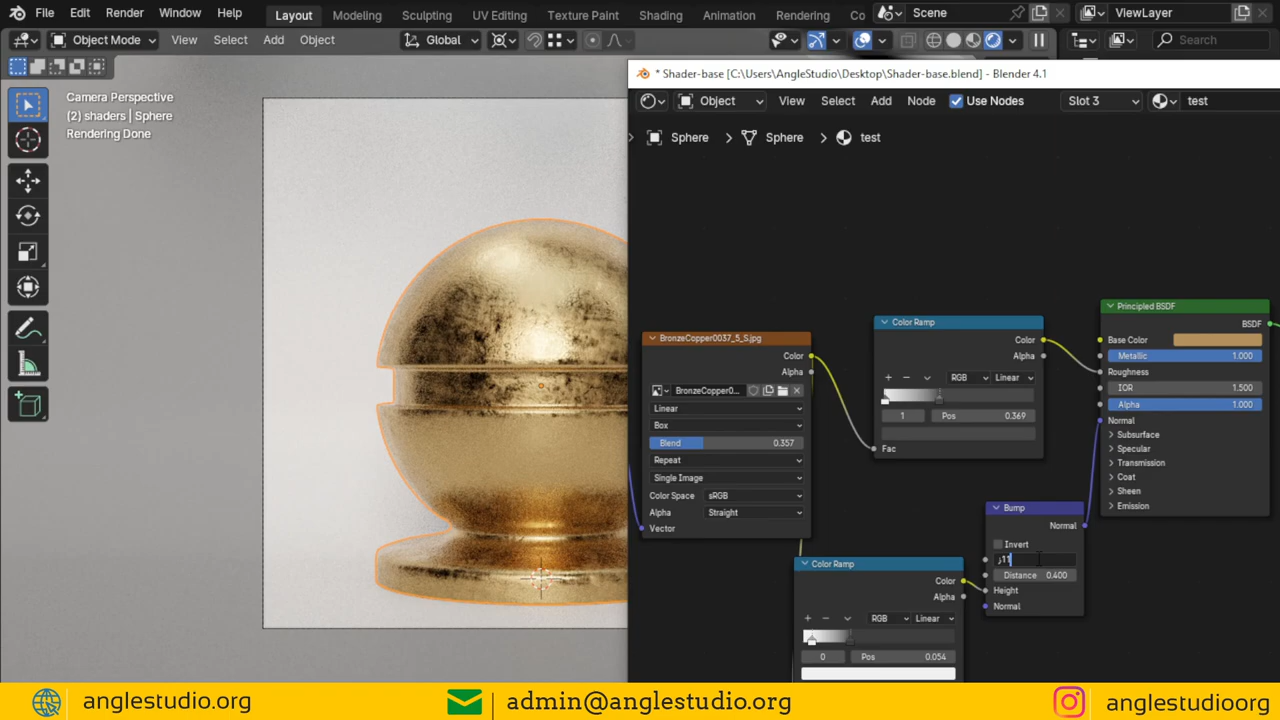 File Edit Render Window Help Layout Modeling Sculpting UV Editing Texture Paint Shading Animation Rendering Co Scene ViewLayer
Object Mode View Select Add Object Global Search
* Shader-base [C:\Users\AngleStudio\Desktop\Shader-base.blend] - Blender 4.1
Object View Select Add Node Use Nodes Slot 3 test
Camera Perspective
(2) shaders | Sphere
Rendering Done
Sphere > Sphere > test
BronzeCopper0037_5_S.jpg
Color
Alpha
BronzeCopper0...
Linear
Box
Blend 0.357
Repeat
Single Image
Color Space sRGB
Alpha Straight
Vector
Color Ramp
Color
Alpha
RGB Linear
1 Pos 0.369
Fac
Principled BSDF
BSDF
Base Color
Metallic 1.000
Roughness
IOR 1.500
Alpha 1.000
Normal
Subsurface
Specular
Transmission
Coat
Sheen
Emission
Bump
Normal
Invert
Distance 0.400
Height
Normal
Color Ramp
Color
Alpha
RGB Linear
0 Pos 0.054
anglestudio.org admin@anglestudio.org anglestudioorg